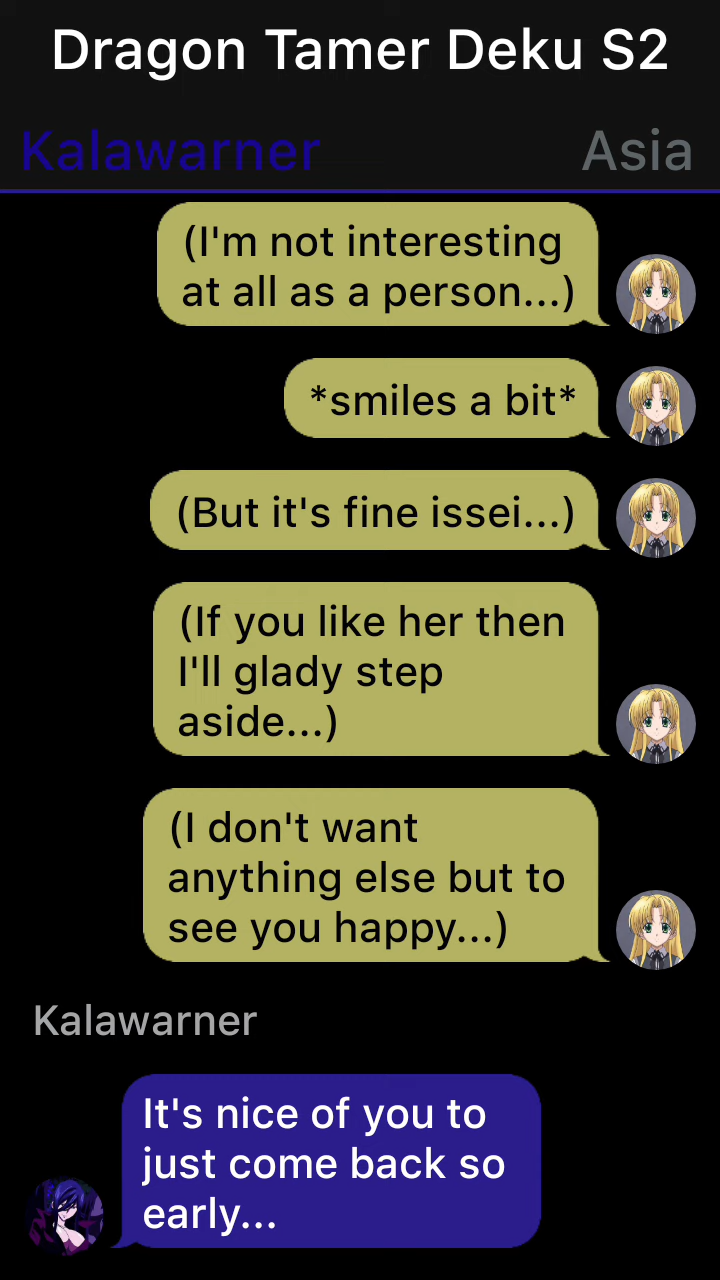 Dragon Tamer Deku S2
Kalawarner
Asia
(I'm not interesting
at all as a person...)
*smiles a bit*
(But it's fine issei...)
(If you like her then
I'll glady step
aside...)
(I don't want
anything else but to
see you happy...)
Kalawarner
It's nice of you to
just come back so
early...